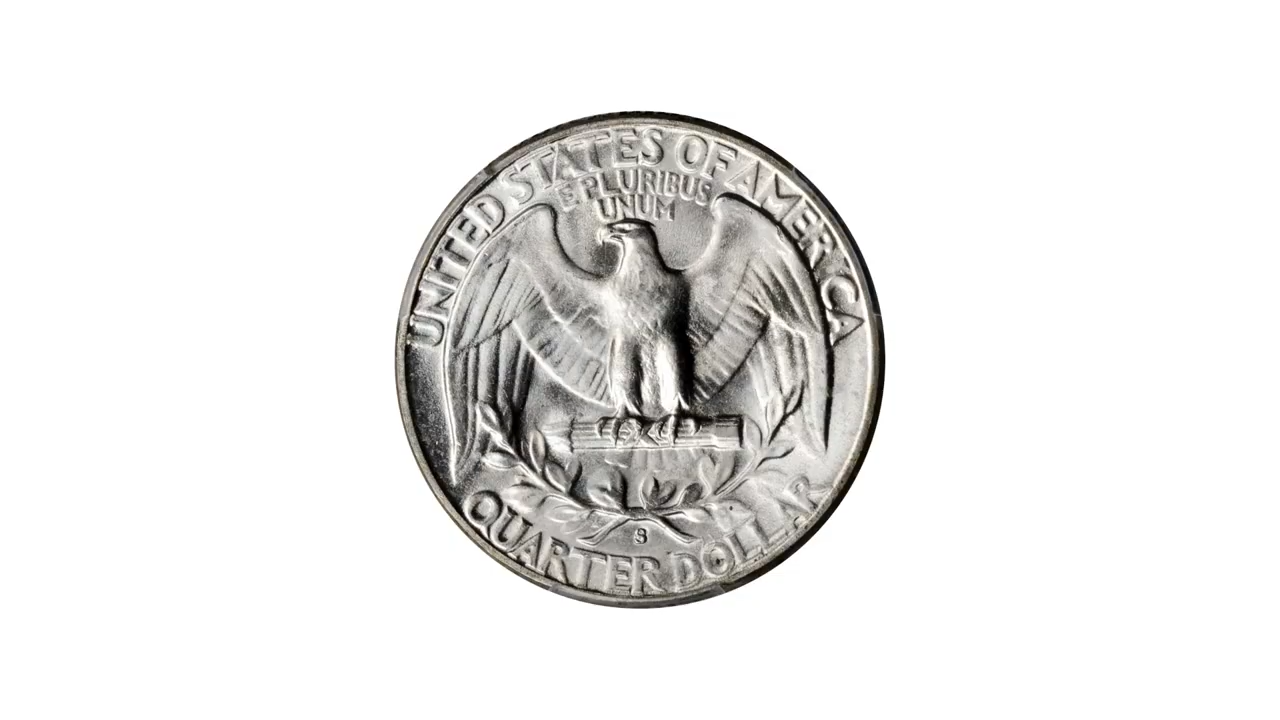 UNITED STATES OF AMERICA
E PLURIBUS
UNUM
S
QUARTER DOLLAR